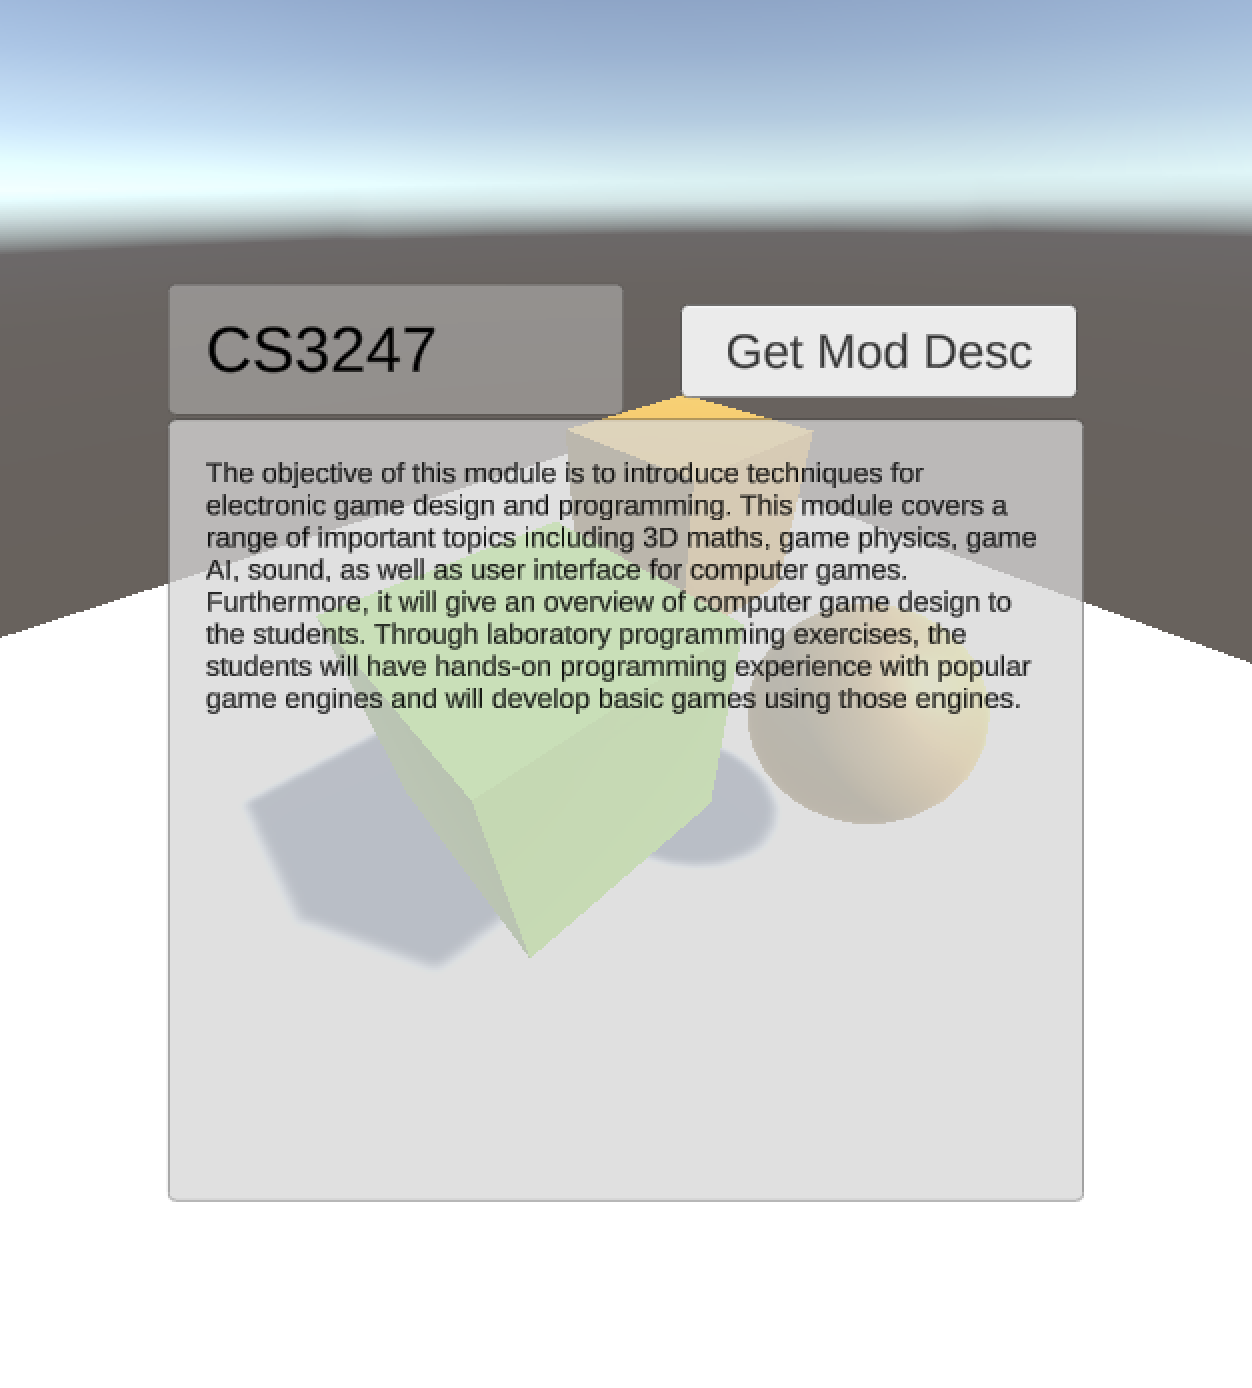 CS3247
Get Mod Desc
The objective of this module is to introduce techniques for
electronic game design and programming. This module covers a
range of important topics including 3D maths, game physics, game
AI, sound, as well as user interface for computer games.
Furthermore, it will give an overview of computer game design to
the students. Through laboratory programming exercises, the
students will have hands-on programming experience with popular
game engines and will develop basic games using those engines.